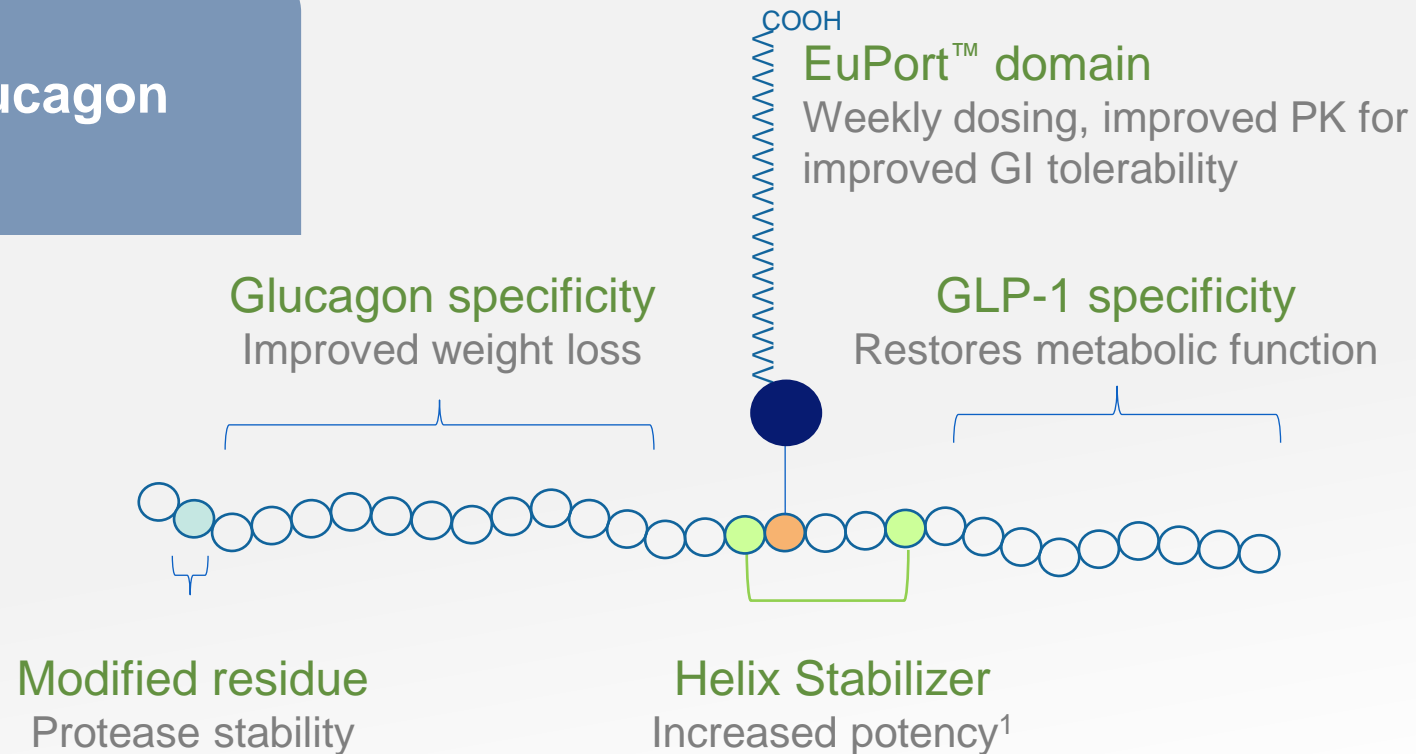 COOH
EuPort™ domain
Weekly dosing, improved PK for
improved GI tolerability
Glucagon specificity
Improved weight loss
GLP-1 specificity
Restores metabolic function
Modified residue
Protease stability
Helix Stabilizer
Increased potency¹